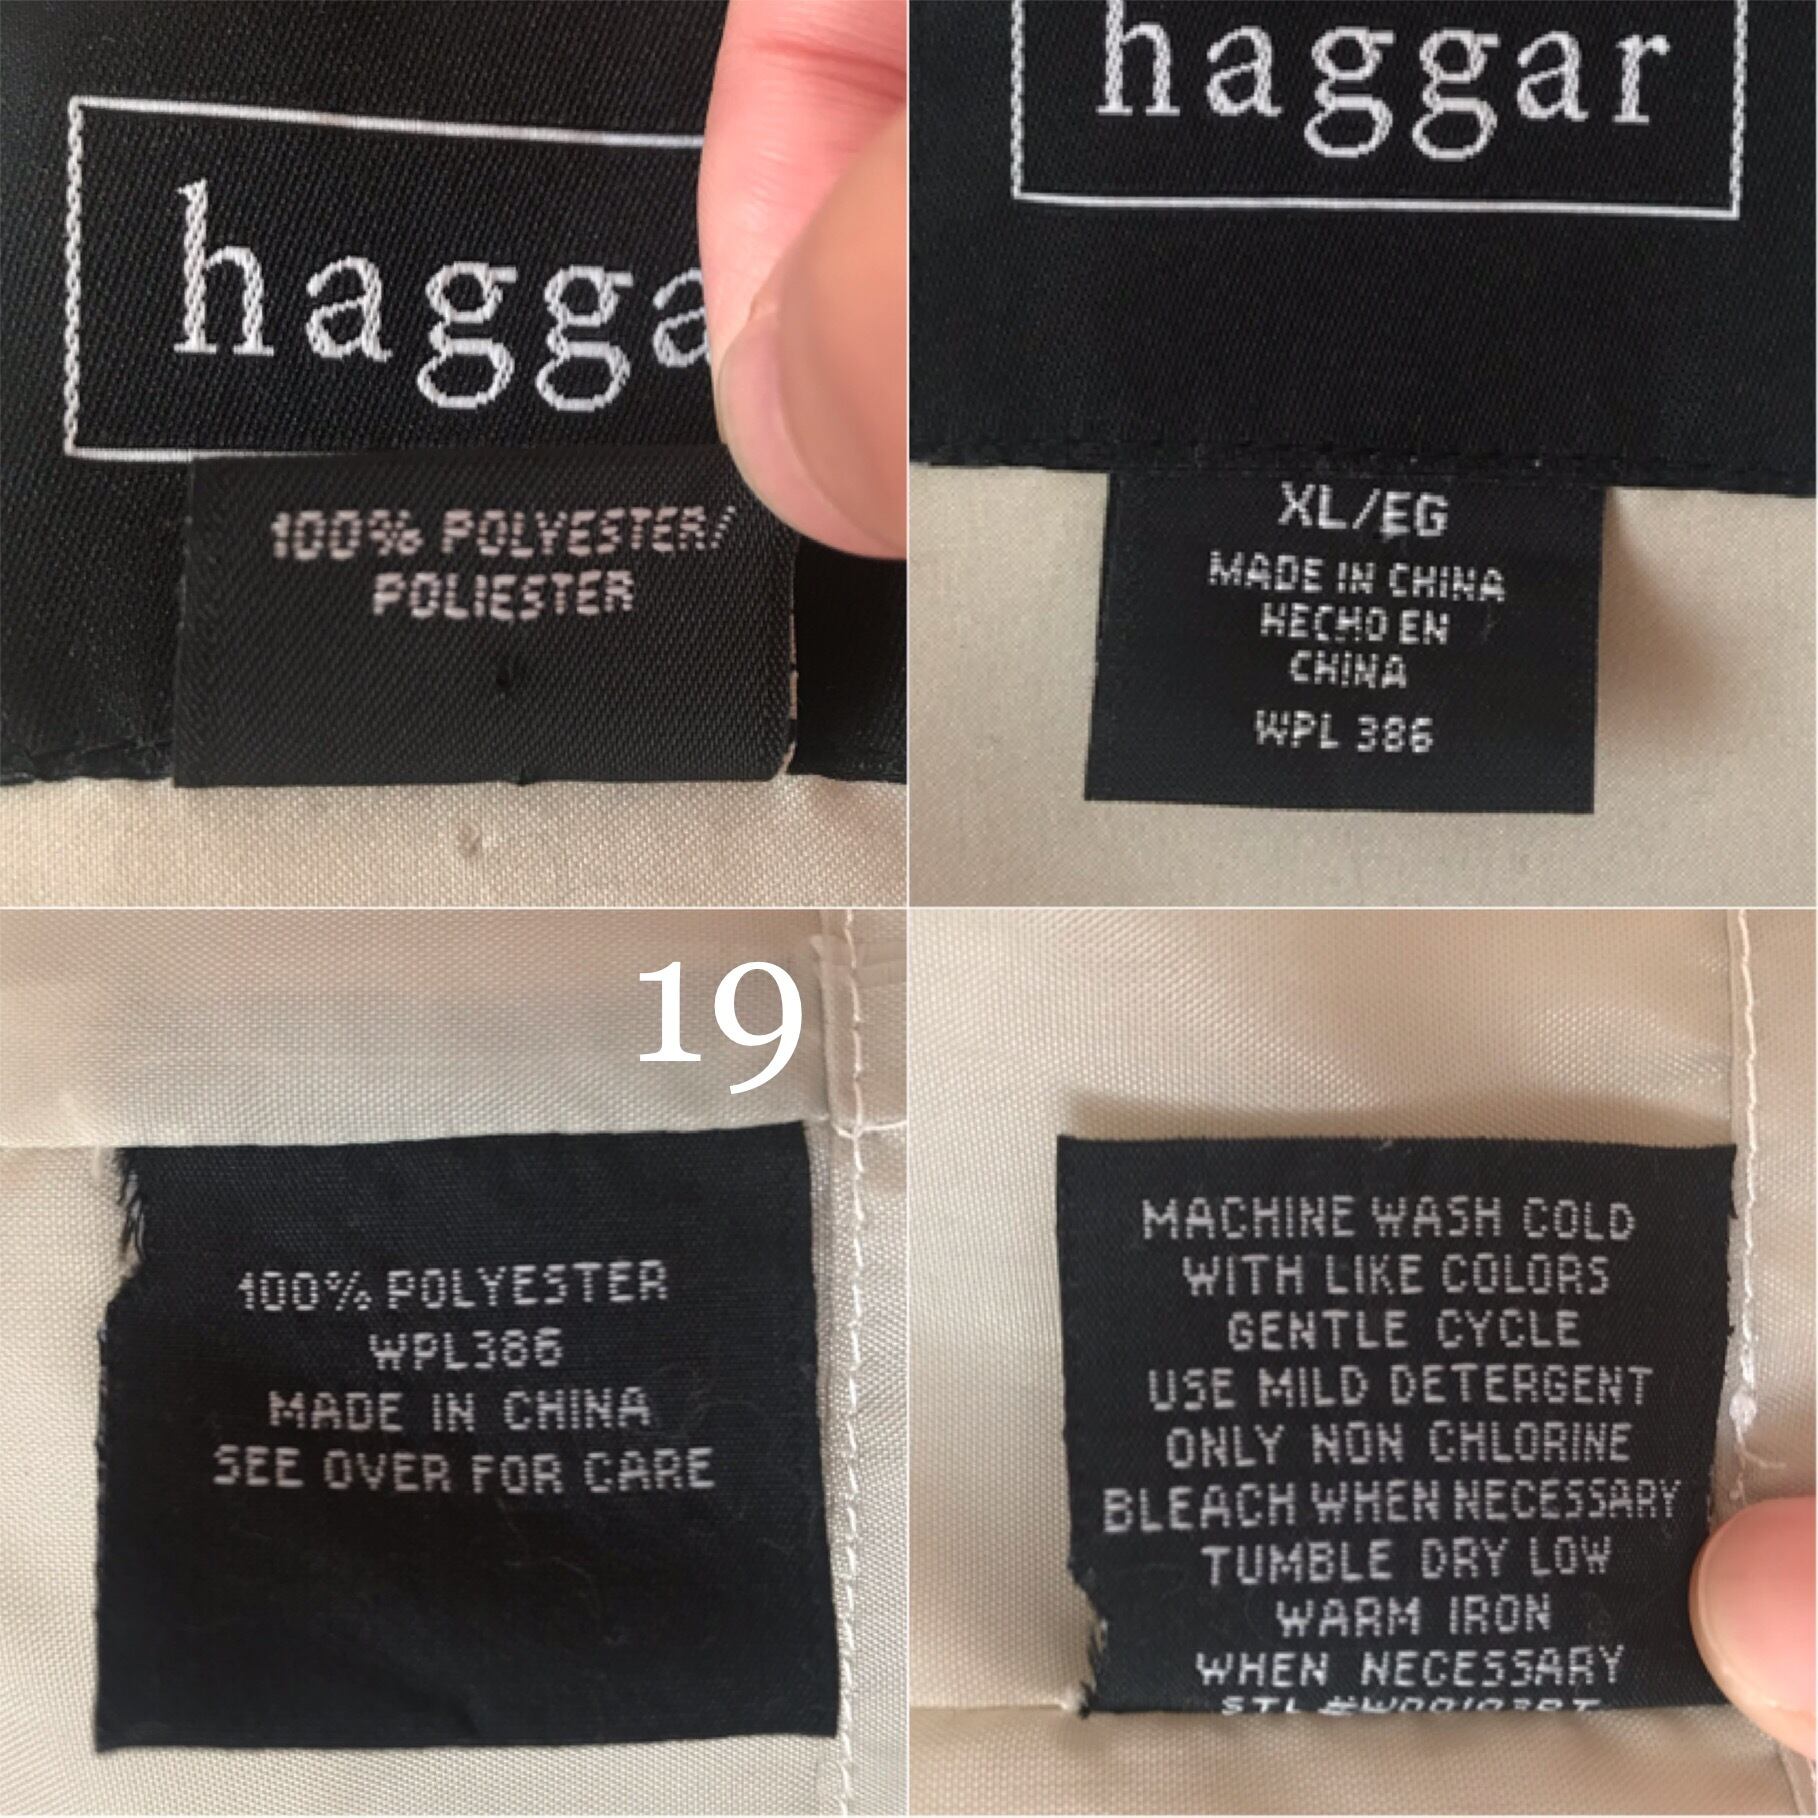 hagga
100% POLYESTER/
POLIESTER
haggar
XL/EG
MADE IN CHINA
HECHO EN
CHINA
WPL 386
19
100% POLYESTER
WPL386
MADE IN CHINA
SEE OVER FOR CARE
MACHINE WASH COLD
WITH LIKE COLORS
GENTLE CYCLE
USE MILD DETERGENT
ONLY NON CHLORINE
BLEACH WHEN NECESSARY
TUMBLE DRY LOW
WARM IRON
WHEN NECESSARY